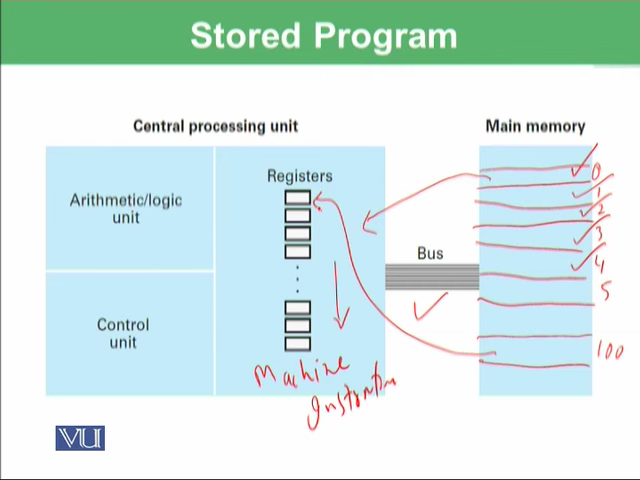 Stored Program
Central processing unit
Main memory
Registers
Arithmetic/logic
unit
Bus
Control
unit
0
1
2
3
4
5
100
Machine
VU